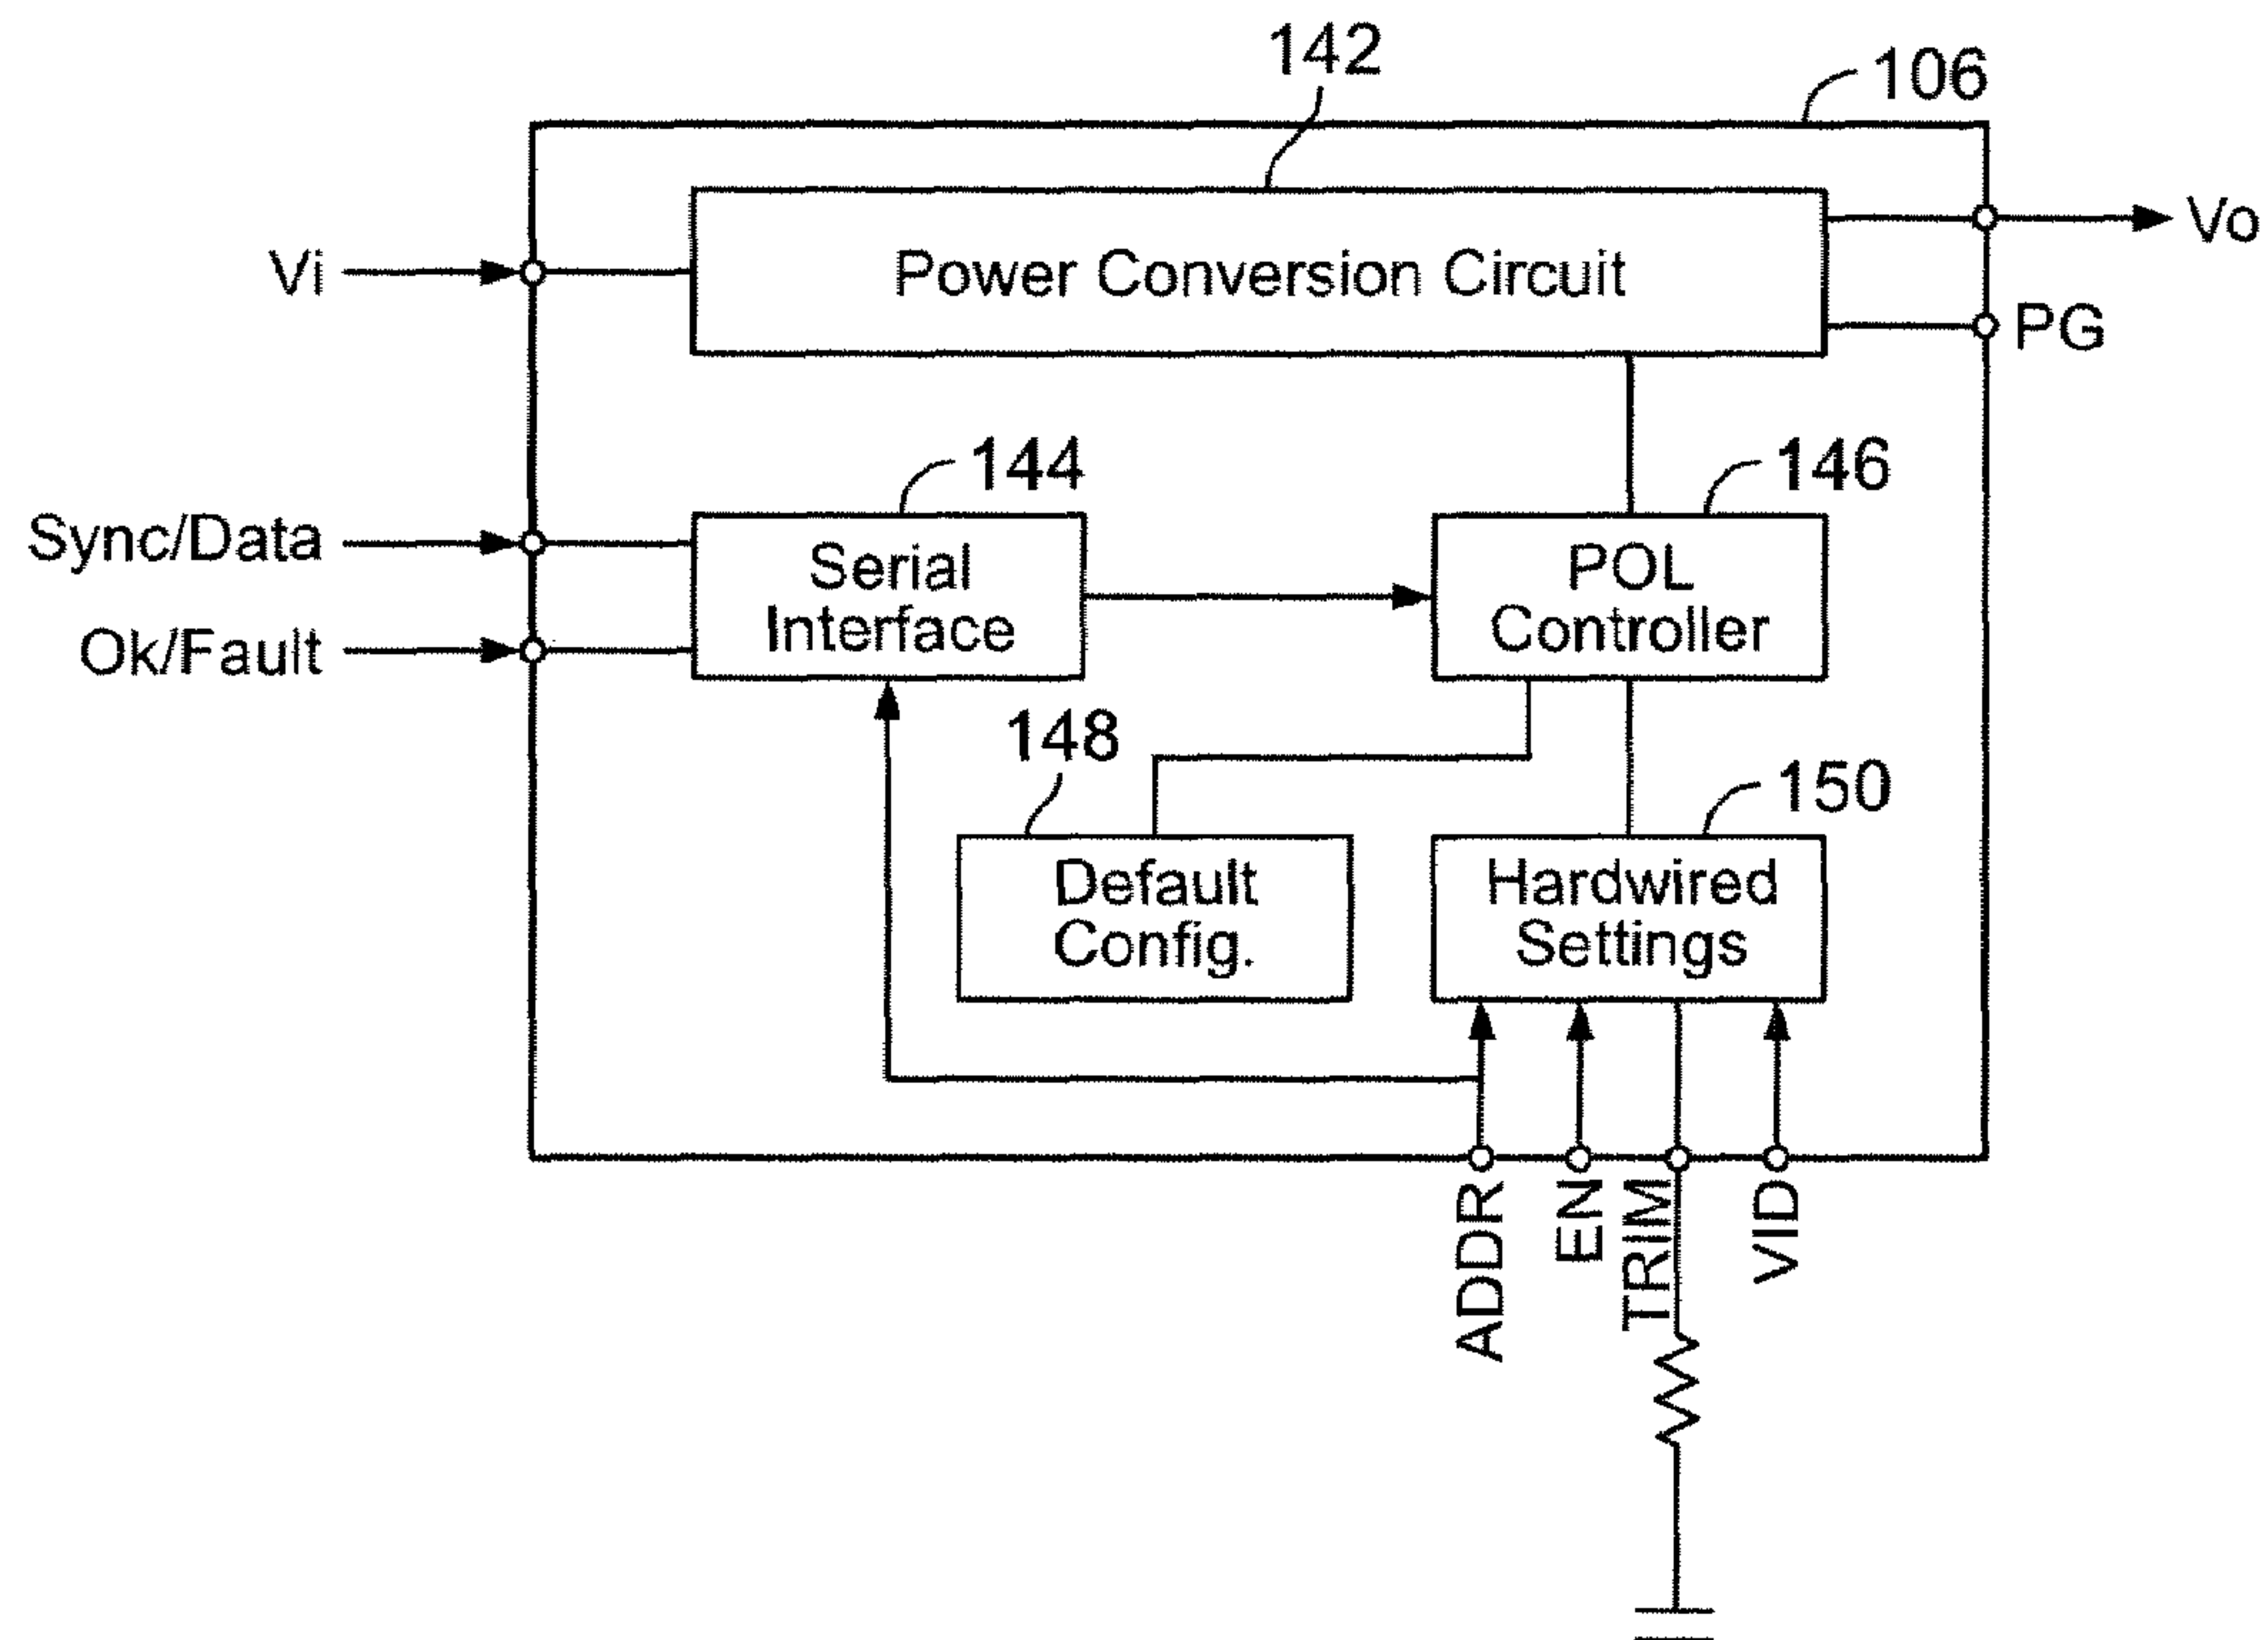 142
106
Vi
Power Conversion Circuit
Vo
PG
144
146
Sync/Data
Ok/Fault
Serial
Interface
POL
Controller
148
150
Default
Config.
Hardwired
Settings
ADDR
EN
TRIM
VID